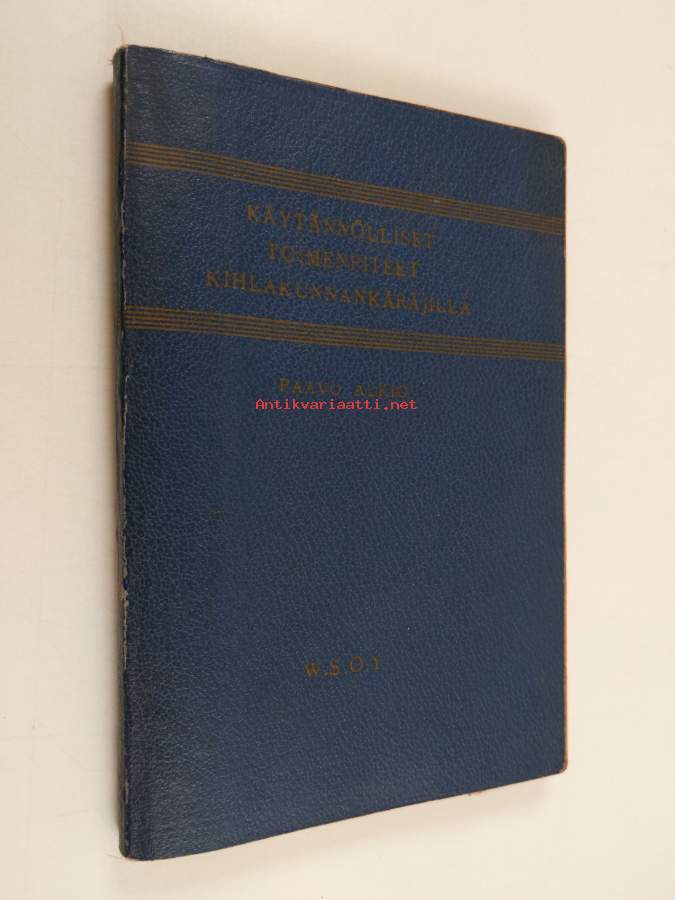 KÄYTÄNNÖLLISET
TOIMENPITEET
KIHLAKUNNANKÄRÄJILLÄ
PAAVO ALKIO
Antikvariaatti.net
W.S.O.Y